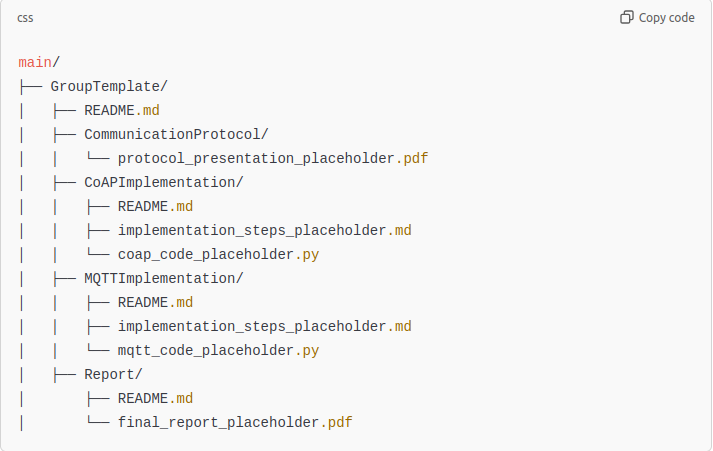 css Copy code
main/
├── GroupTemplate/
│   ├── README.md
│   ├── CommunicationProtocol/
│   │   └── protocol_presentation_placeholder.pdf
│   ├── CoAPImplementation/
│   │   ├── README.md
│   │   ├── implementation_steps_placeholder.md
│   │   └── coap_code_placeholder.py
│   ├── MQTTImplementation/
│   │   ├── README.md
│   │   ├── implementation_steps_placeholder.md
│   │   └── mqtt_code_placeholder.py
│   ├── Report/
│       ├── README.md
│       └── final_report_placeholder.pdf